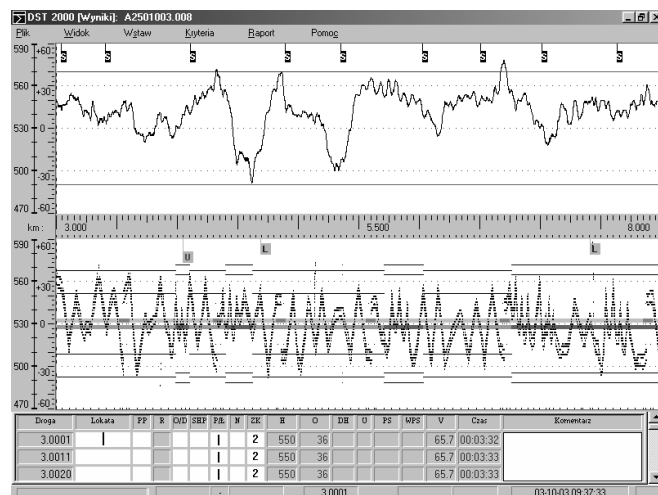 DST 2000 [Wyniki]: A2501003.008
Plik Widok Wstaw Kryteria Raport Pomoc
590 +60
560 +30
530 0
500 -30
470 -60
km: 3.000 5.500 8.000
590 +60
L L
U
560 +30
530 0
500 -30
470 -60
Droga Lokata PP R O/D SHP P/Ł N ZK H O DH U PS WPS V Czas Komentarz
3.0001 2 550 36 65.7 00:03:32
3.0011 2 550 36 65.7 00:03:33
3.0020 2 550 36 65.7 00:03:33
3.0001 03-10-03 09:37:33